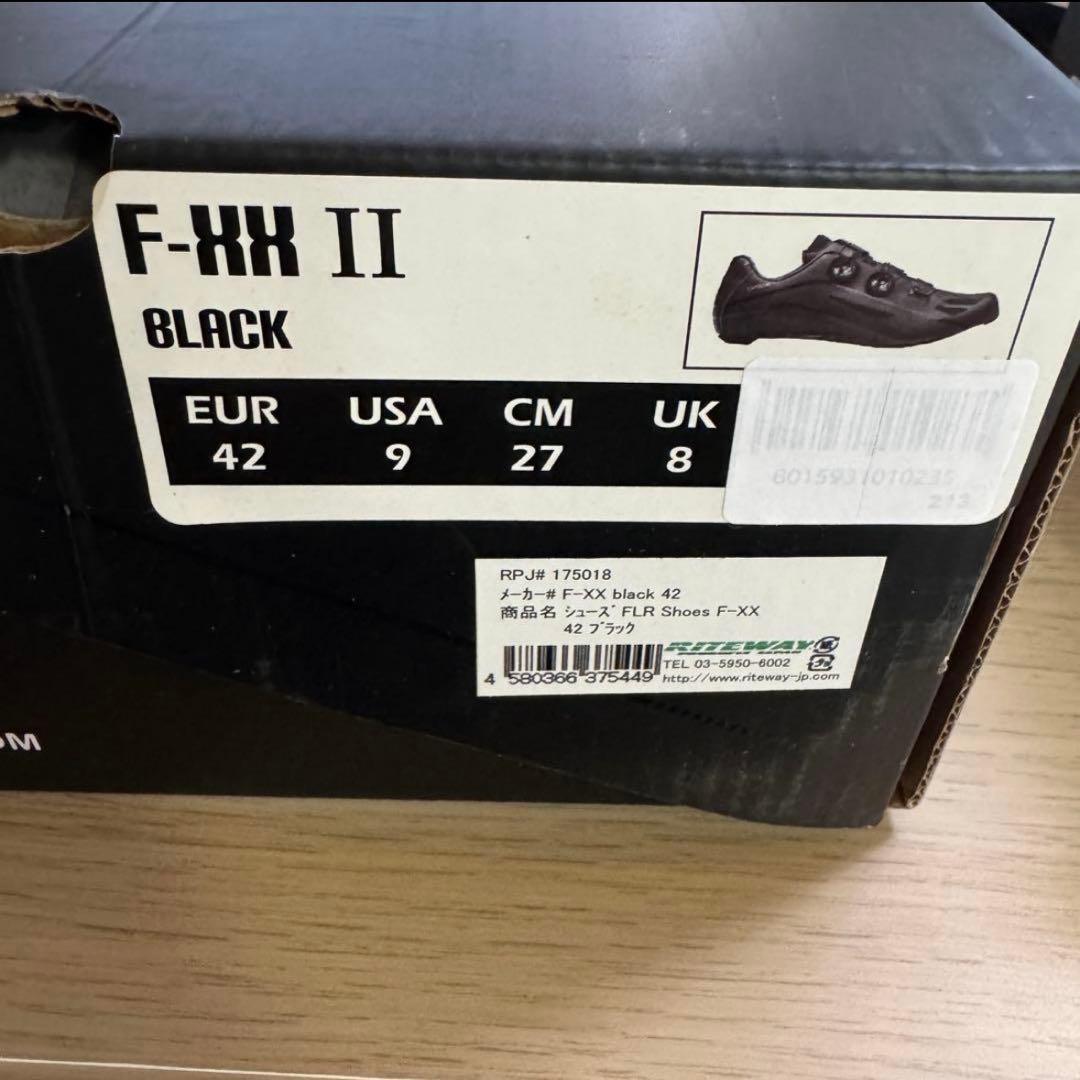 F-XX II
BLACK
EUR USA CM UK
42 9 27 8
213
RPJ# 175018
メーカー# F-XX black 42
商品名 シューズ FLR Shoes F-XX
42 ブラック
RITEWAY
TEL 03-5950-6002
4 580366 375449
http://www.riteway-jp.com